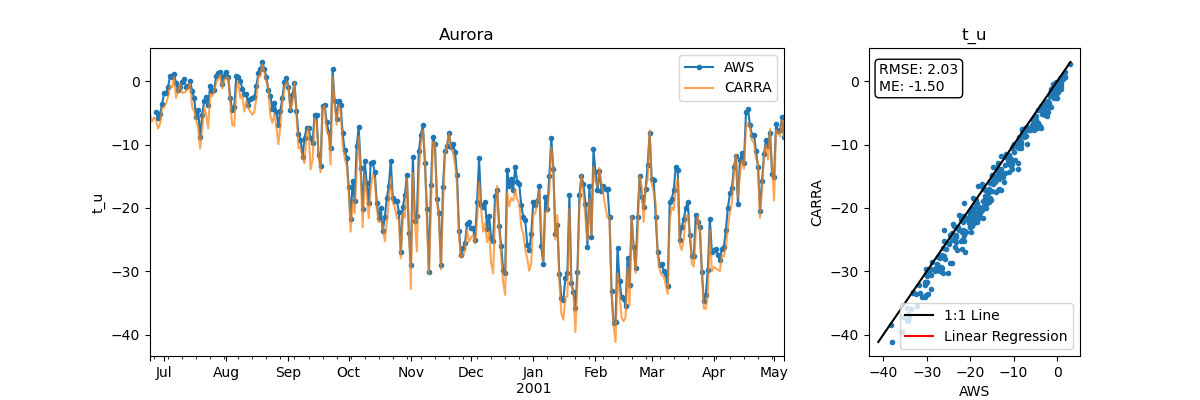 Aurora
t_u
0
−10
−20
−30
−40
Jul Aug Sep Oct Nov Dec Jan Feb Mar Apr May
2001
AWS
CARRA
t_u
CARRA
0
−10
−20
−30
−40
RMSE: 2.03
ME: -1.50
1:1 Line
Linear Regression
−40 −30 −20 −10 0
AWS